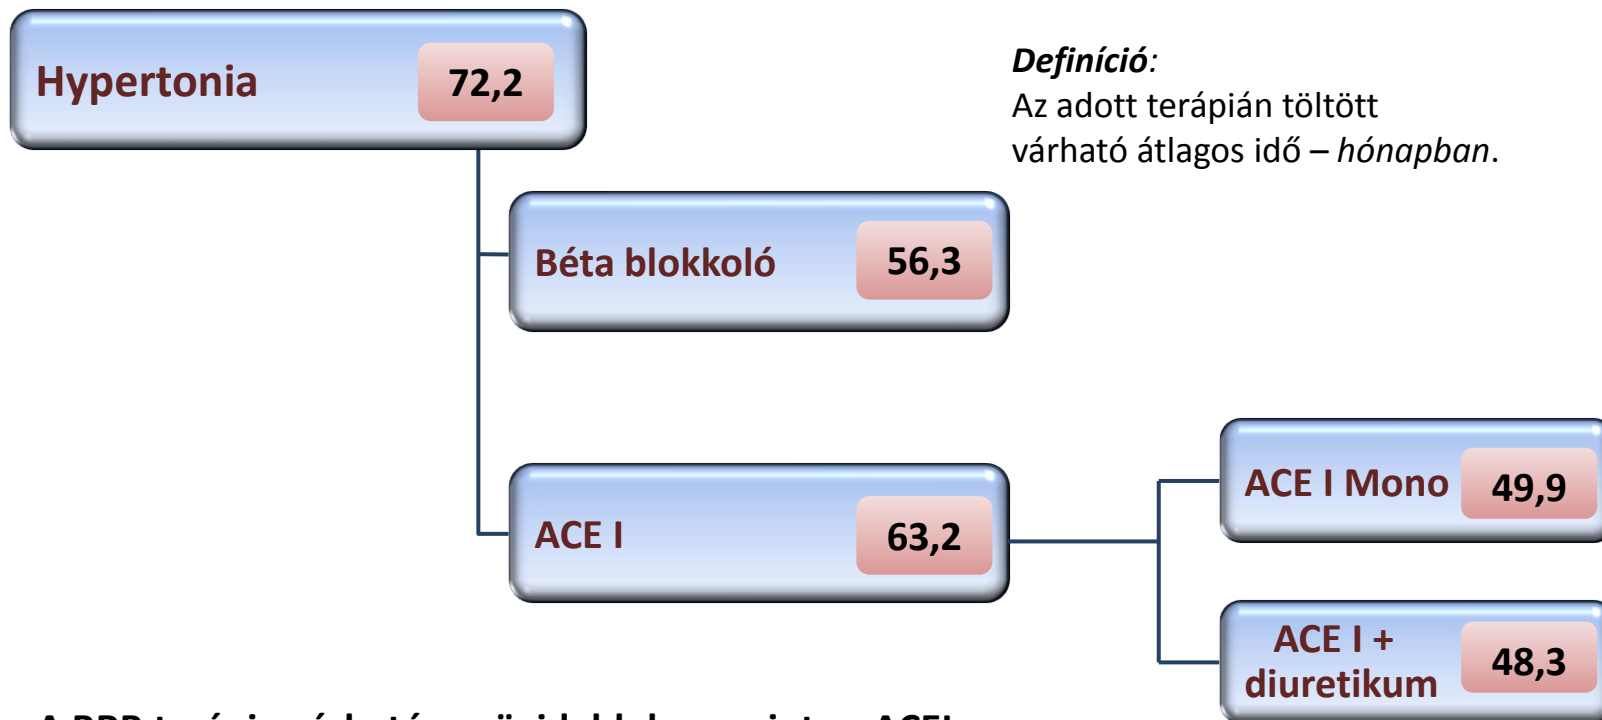 Hypertonia 72,2
Definíció:
Az adott terápián töltött
várható átlagos idő – hónapban.
Béta blokkoló 56,3
ACE I 63,2
ACE I Mono 49,9
ACE I +
diuretikum 48,3